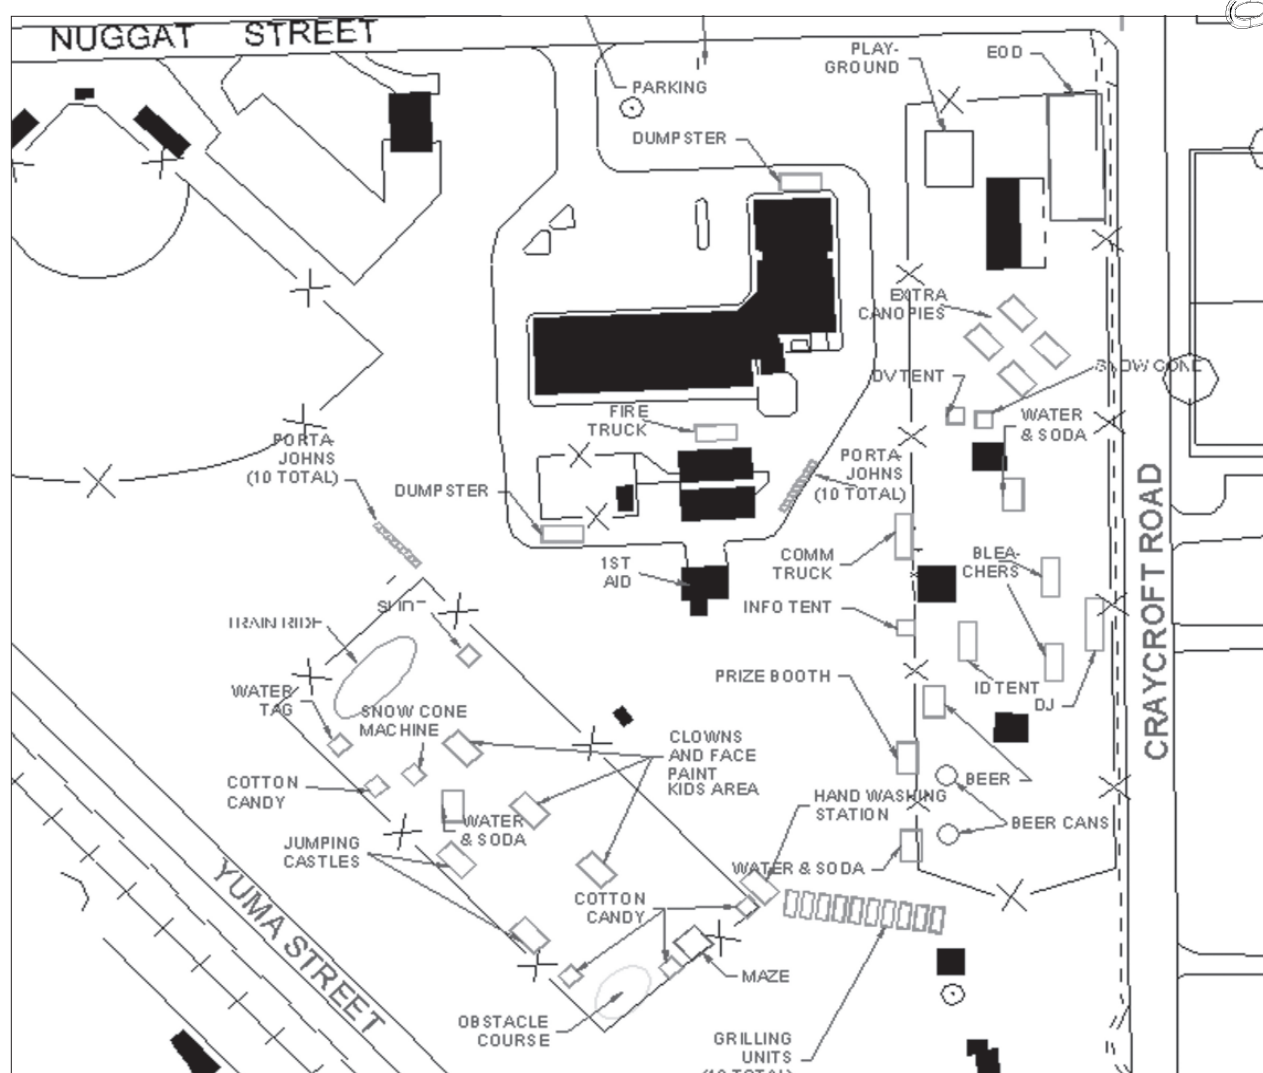 NUGGAT STREET
PLAY-
GROUND
EOD
PARKING
DUMPSTER
EXTRA
CANOPIES
DV TENT
SNOW CONE
WATER
& SODA
FIRE
TRUCK
PORTA-
JOHNS
(10 TOTAL)
PORTA-
JOHNS
(10 TOTAL)
DUMPSTER
1ST
AID
COMM
TRUCK
BLEA-
CHERS
INFO TENT
TRAIN RIDE
PRIZE BOOTH
ID TENT
DJ
WATER
TAG
SNOW CONE
MACHINE
CLOWNS
AND FACE
PAINT
KIDS AREA
COTTON
CANDY
BEER
HAND WASHING
STATION
WATER
& SODA
BEER CANS
JUMPING
CASTLES
WATER & SODA
COTTON
CANDY
MAZE
OBSTACLE
COURSE
GRILLING
UNITS
(10 TOTAL)
YUMA STREET
CRAYCROFT ROAD